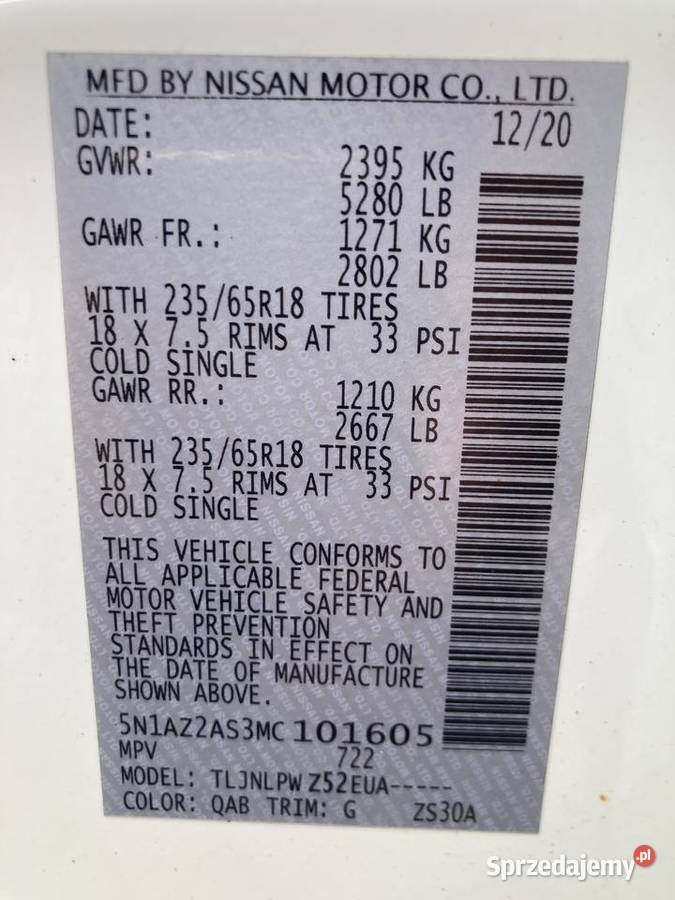 MFD BY NISSAN MOTOR CO., LTD.
DATE: 12/20
GVWR: 2395 KG
5280 LB
GAWR FR.: 1271 KG
2802 LB
WITH 235/65R18 TIRES
18 X 7.5 RIMS AT 33 PSI
COLD SINGLE
GAWR RR.: 1210 KG
2667 LB
WITH 235/65R18 TIRES
18 X 7.5 RIMS AT 33 PSI
COLD SINGLE
THIS VEHICLE CONFORMS TO
ALL APPLICABLE FEDERAL
MOTOR VEHICLE SAFETY AND
THEFT PREVENTION
STANDARDS IN EFFECT ON
THE DATE OF MANUFACTURE
SHOWN ABOVE.
5N1AZ2AS3MC101605
MPV 722
MODEL: TLJNLPW Z52EUA-----
COLOR: QAB TRIM: G ZS30A
Sprzedajemy.pl